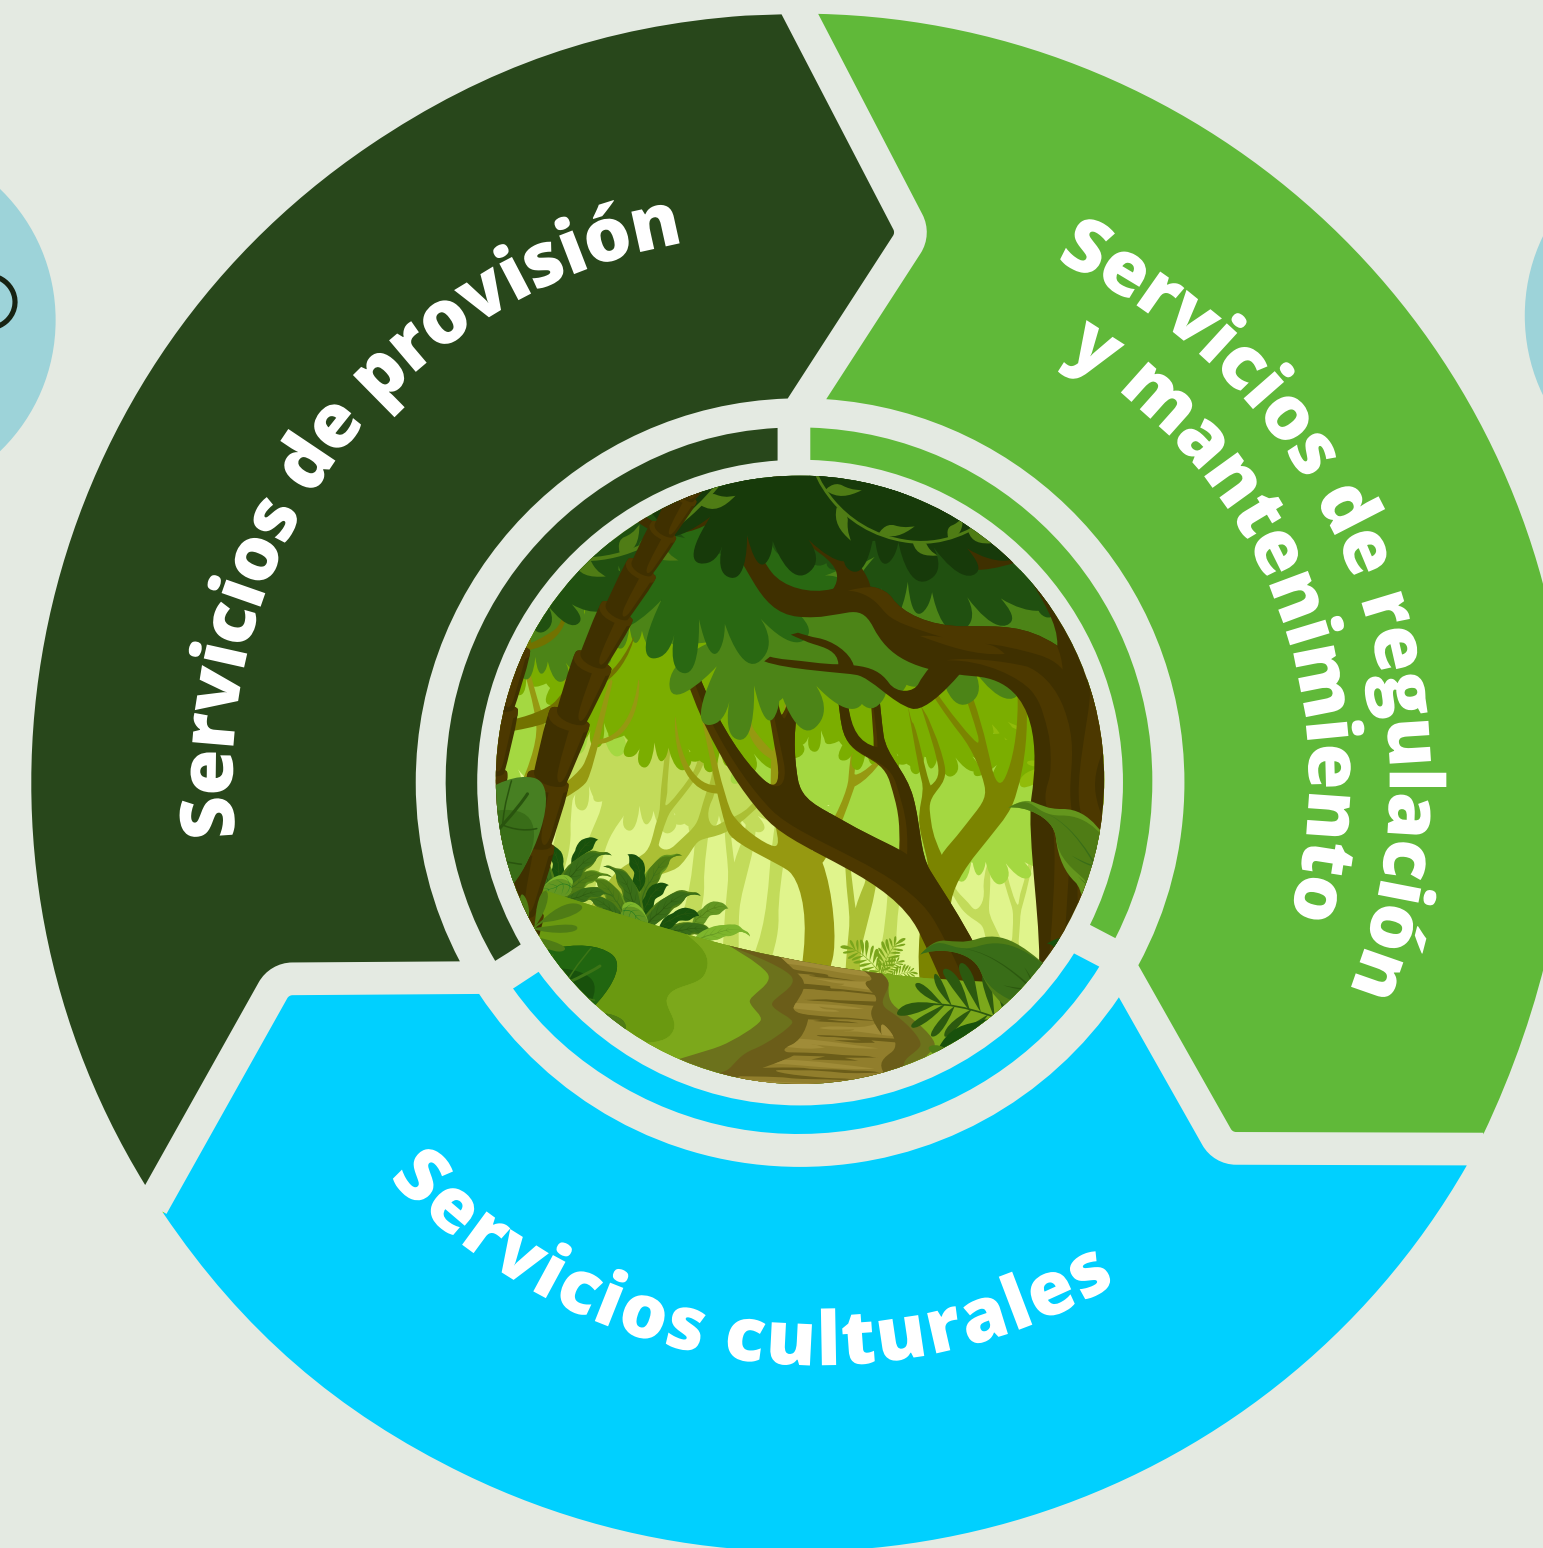 Servicios de provisión
Servicios de regulación
y mantenimiento
Servicios culturales